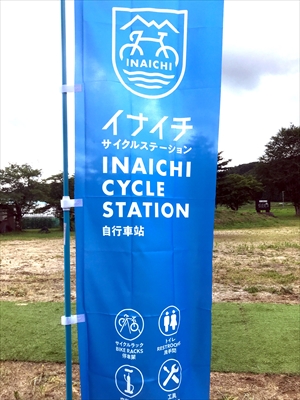 INAICHI
イナイチ
サイクルステーション
INAICHI
CYCLE
STATION
自行車站
サイクルラック
BIKE RACKS
停車架
トイレ
RESTROOM
洗手間
工具